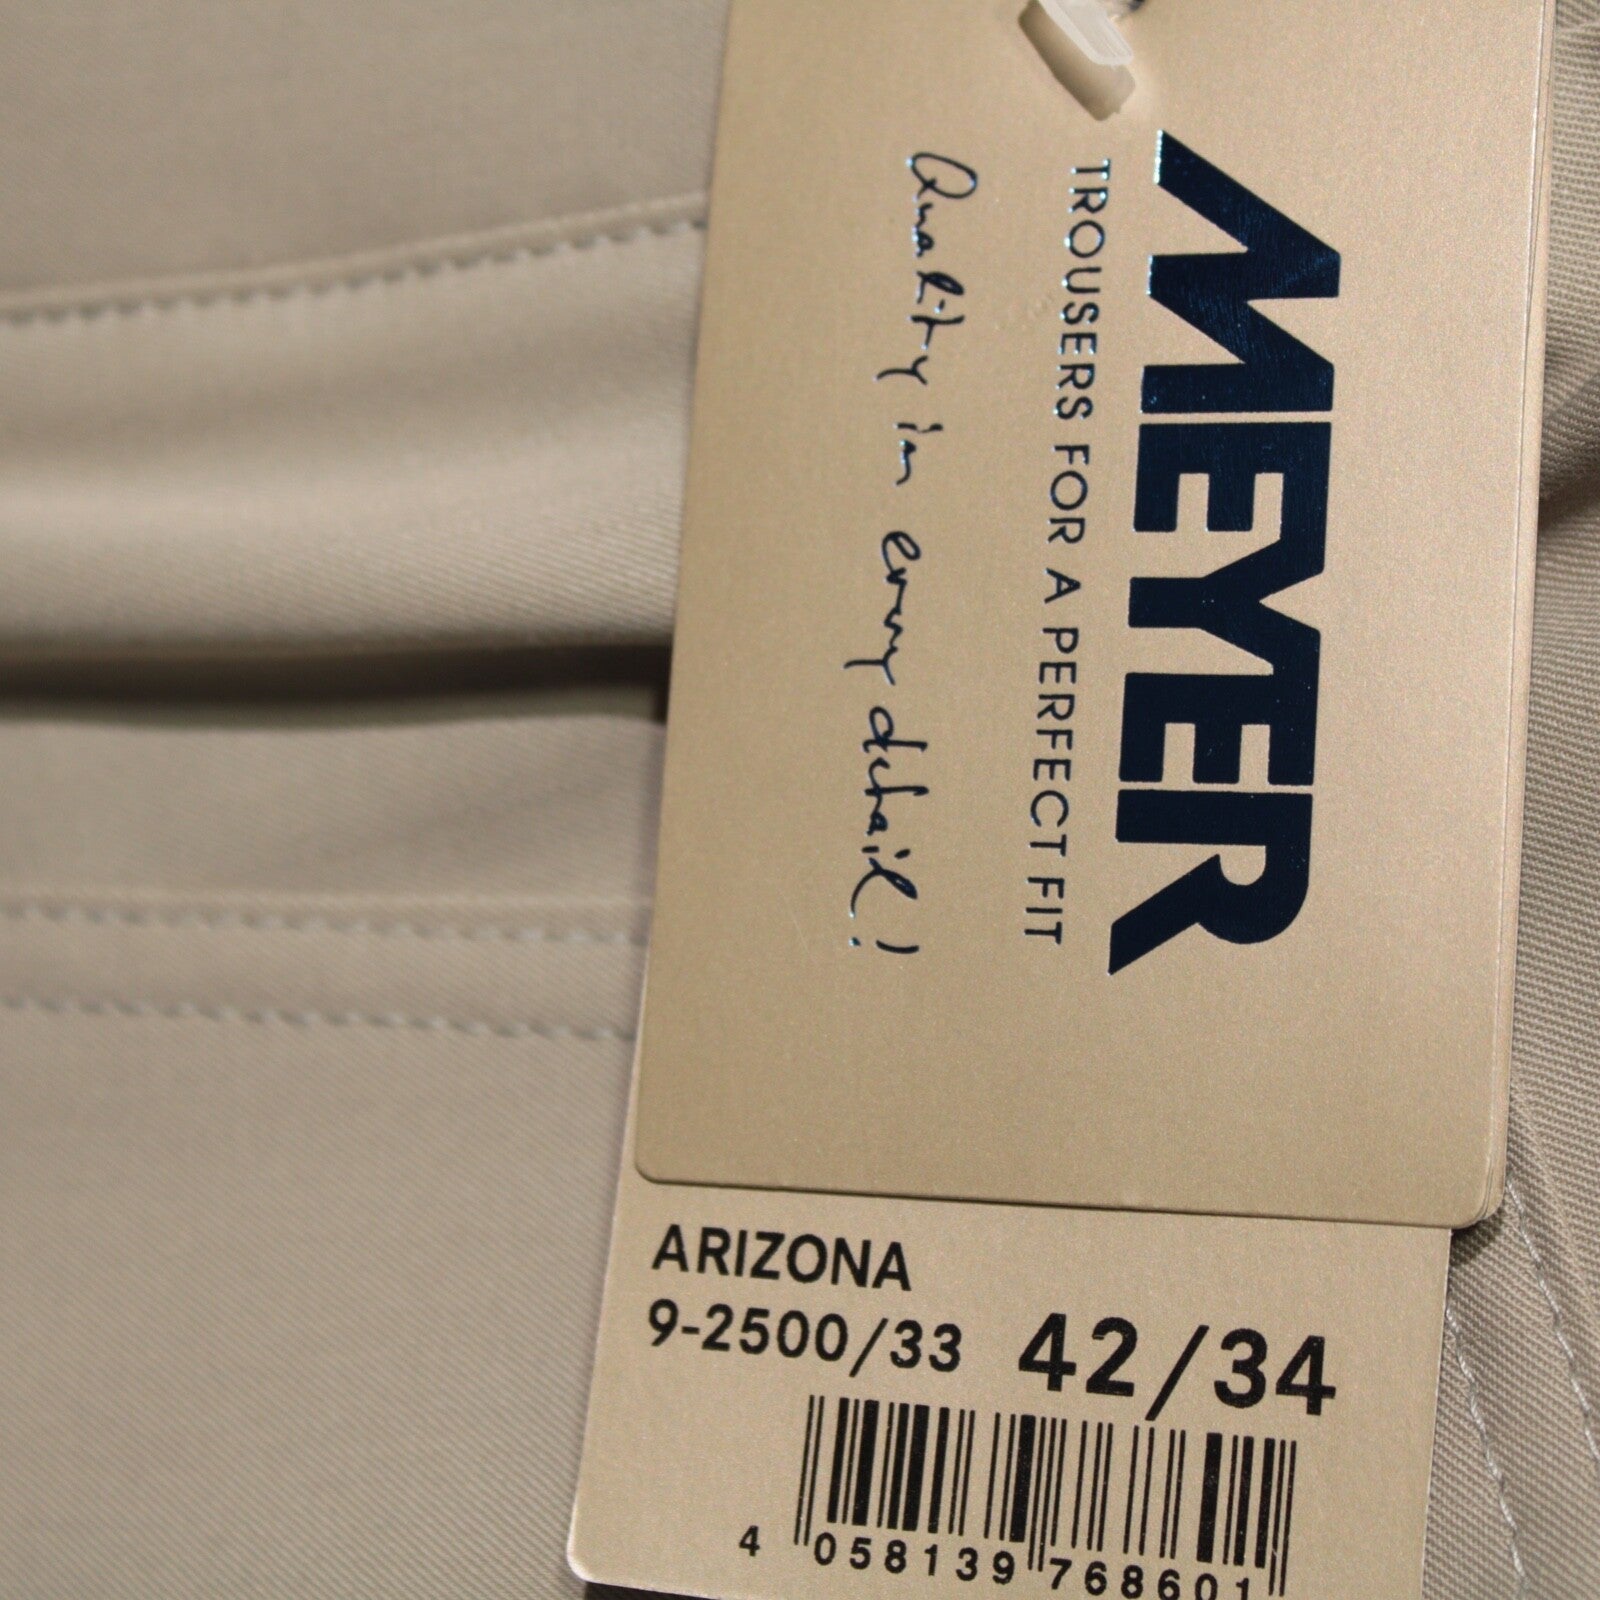 MEYER
TROUSERS FOR A PERFECT FIT
Quality in every detail!
ARIZONA
9-2500/33 42/34
4 058139 768601